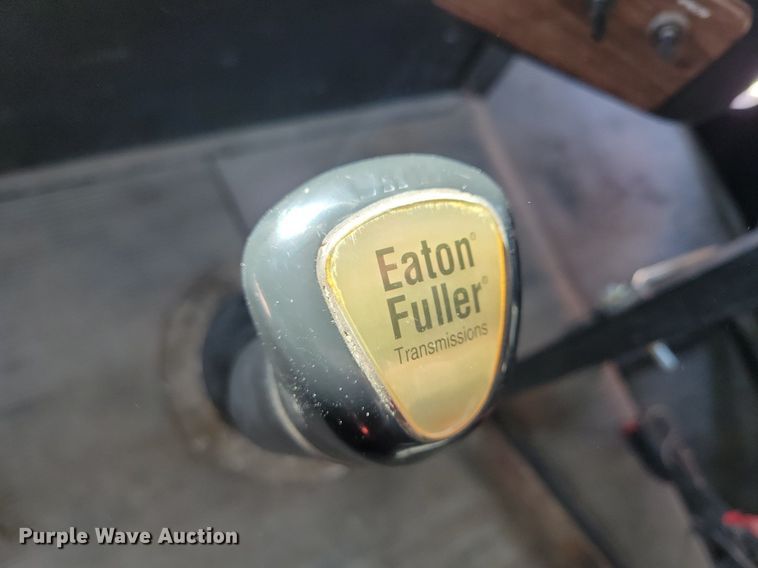 Eaton®
Fuller®
Transmissions
Purple Wave Auction